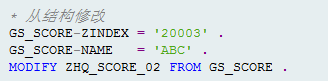 * 从结构修改
GS_SCORE-ZINDEX = '20003' .
GS_SCORE-NAME   = 'ABC' .
MODIFY ZHQ_SCORE_02 FROM GS_SCORE .